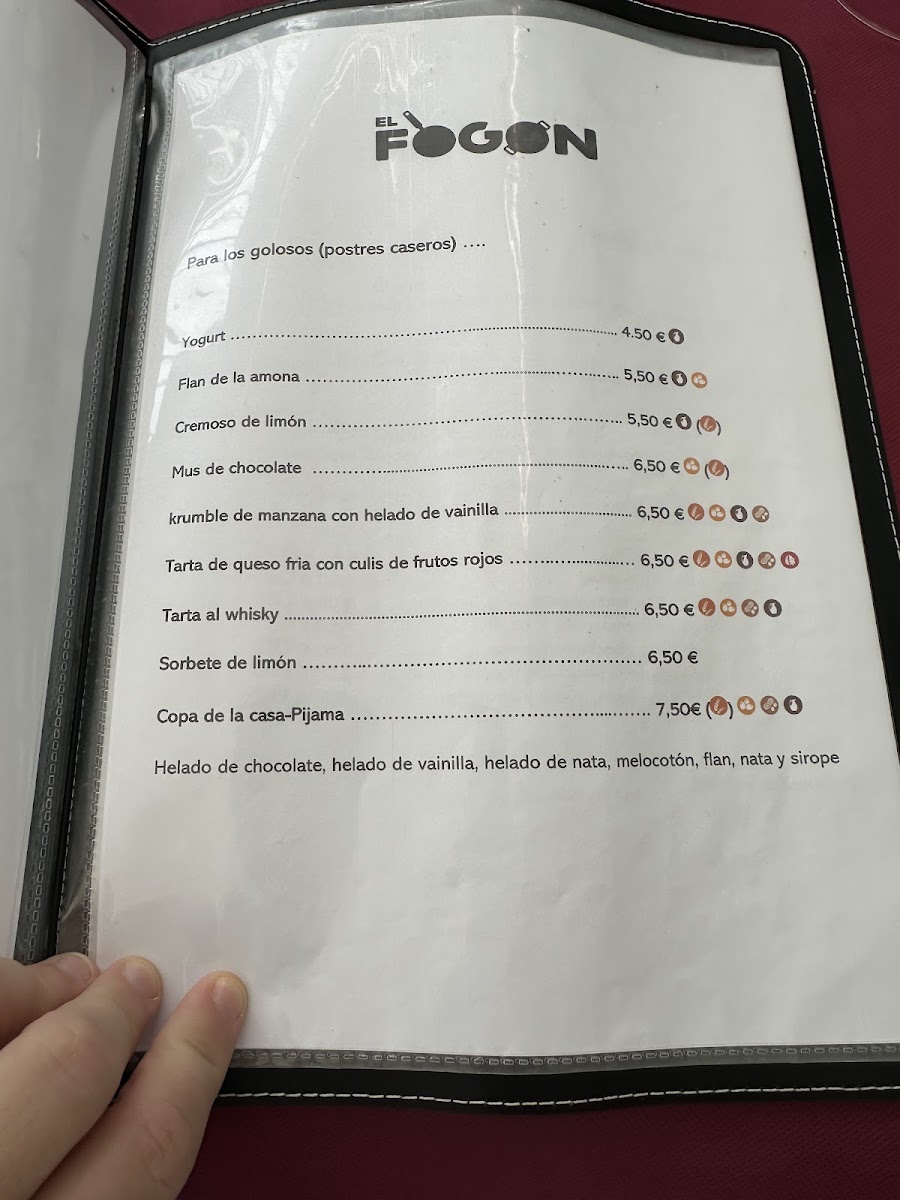 EL
FOGON
Para los golosos (postres caseros) ....
Yogurt ........................................ 4.50 €
Flan de la amona ........................................ 5,50 €
Cremoso de limón ........................................ 5,50 € ( )
Mus de chocolate ........................................ 6,50 € ( )
krumble de manzana con helado de vainilla ........................ 6,50 €
Tarta de queso fria con culis de frutos rojos ........................ 6,50 €
Tarta al whisky ........................................ 6,50 €
Sorbete de limón ........................................ 6,50 €
Copa de la casa-Pijama ........................................ 7,50€ ( )
Helado de chocolate, helado de vainilla, helado de nata, melocotón, flan, nata y sirope